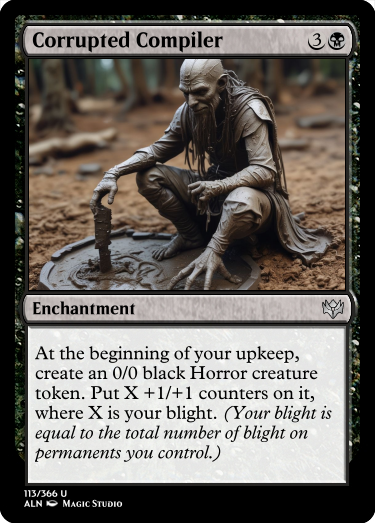 Corrupted Compiler 3
Enchantment
At the beginning of your upkeep,
create an 0/0 black Horror creature
token. Put X +1/+1 counters on it,
where X is your blight. (Your blight is
equal to the total number of blight on
permanents you control.)
113/366 U
ALN Magic Studio